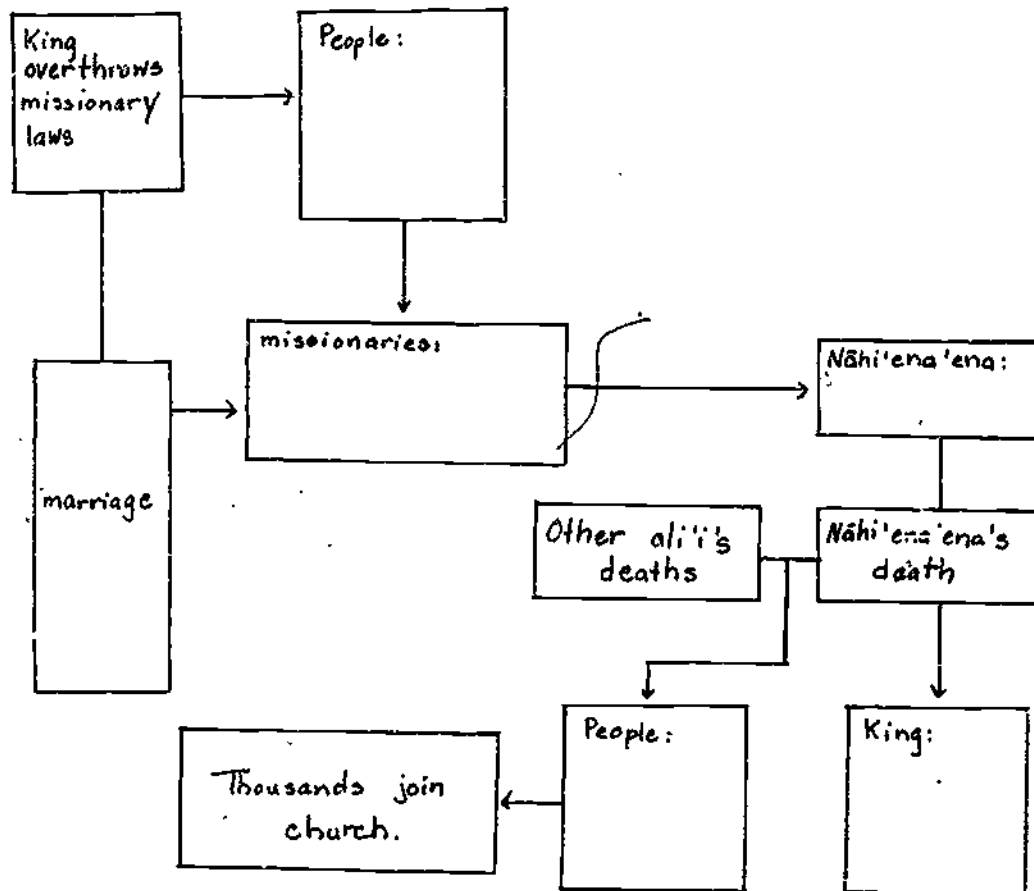 King
overthrows
missionary
laws
People:
missionaries:
Nāhi'ena'ena:
marriage
Other ali'i's
deaths
Nāhi'ena'ena's
death
People:
King:
Thousands join
church.